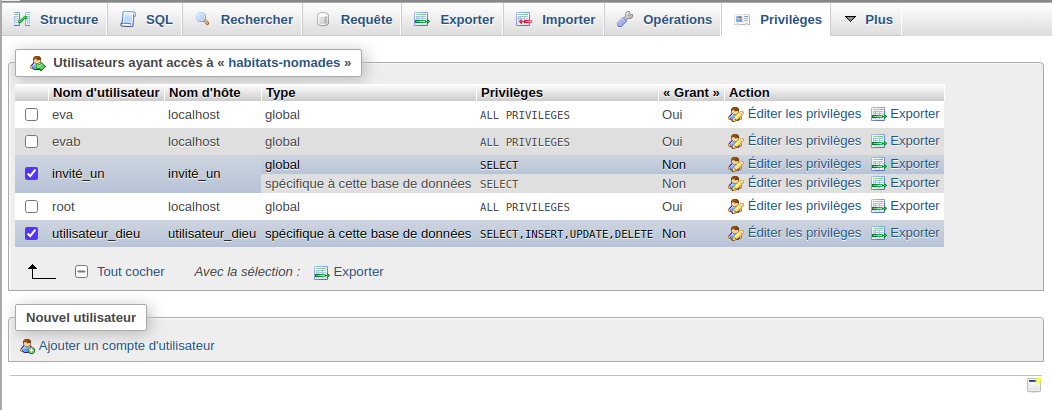 Structure SQL Rechercher Requête Exporter Importer Opérations Privilèges Plus
Utilisateurs ayant accès à « habitats-nomades »
Nom d'utilisateur Nom d'hôte Type Privilèges « Grant » Action
eva localhost global ALL PRIVILEGES Oui Éditer les privilèges Exporter
evab localhost global ALL PRIVILEGES Oui Éditer les privilèges Exporter
invité_un invité_un global SELECT Non Éditer les privilèges Exporter
spécifique à cette base de données SELECT Non Éditer les privilèges Exporter
root localhost global ALL PRIVILEGES Oui Éditer les privilèges Exporter
utilisateur_dieu utilisateur_dieu spécifique à cette base de données SELECT,INSERT,UPDATE,DELETE Non Éditer les privilèges Exporter
Tout cocher Avec la sélection : Exporter
Nouvel utilisateur
Ajouter un compte d'utilisateur